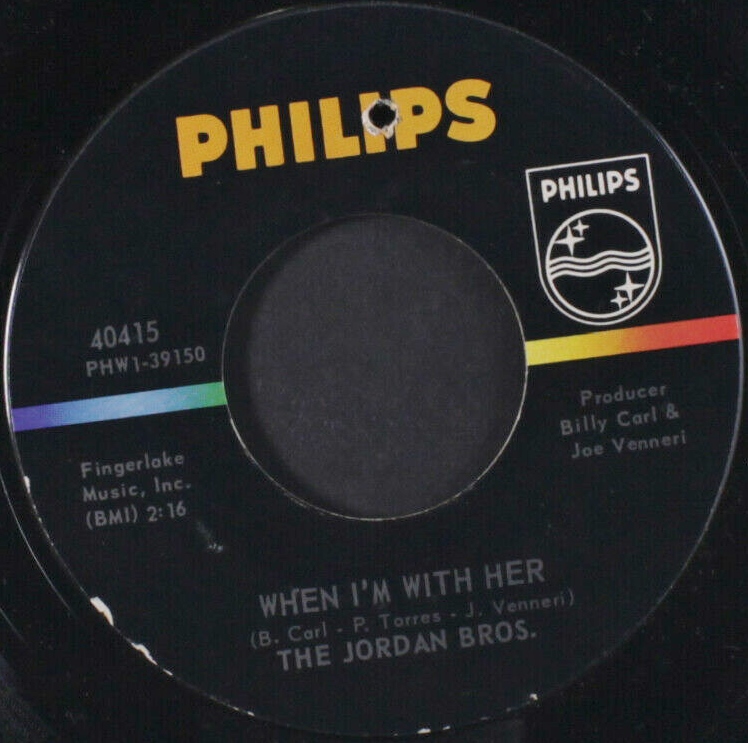 PHILIPS
PHILIPS
40415
PHW1-39150
Producer
Billy Carl &
Joe Venneri
Fingerlake
Music, Inc.
(BMI) 2:16
WHEN I'M WITH HER
(B. Carl - P. Torres - J. Venneri)
THE JORDAN BROS.